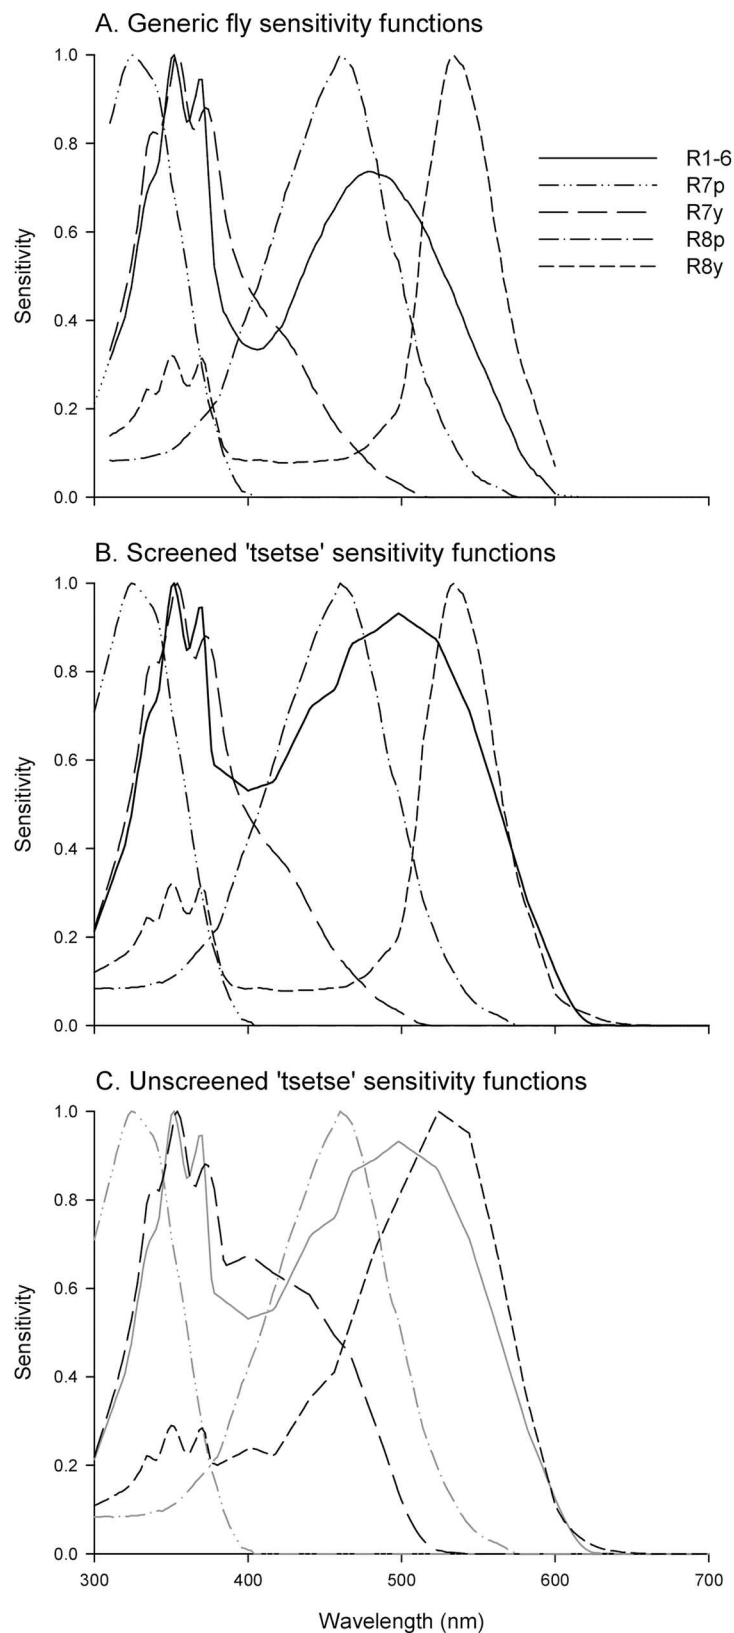 A. Generic fly sensitivity functions
1.0
0.8
0.6
0.4
0.2
0.0
Sensitivity
R1-6
R7p
R7y
R8p
R8y
B. Screened 'tsetse' sensitivity functions
1.0
0.8
0.6
0.4
0.2
0.0
Sensitivity
C. Unscreened 'tsetse' sensitivity functions
1.0
0.8
0.6
0.4
0.2
0.0
Sensitivity
300 400 500 600 700
Wavelength (nm)